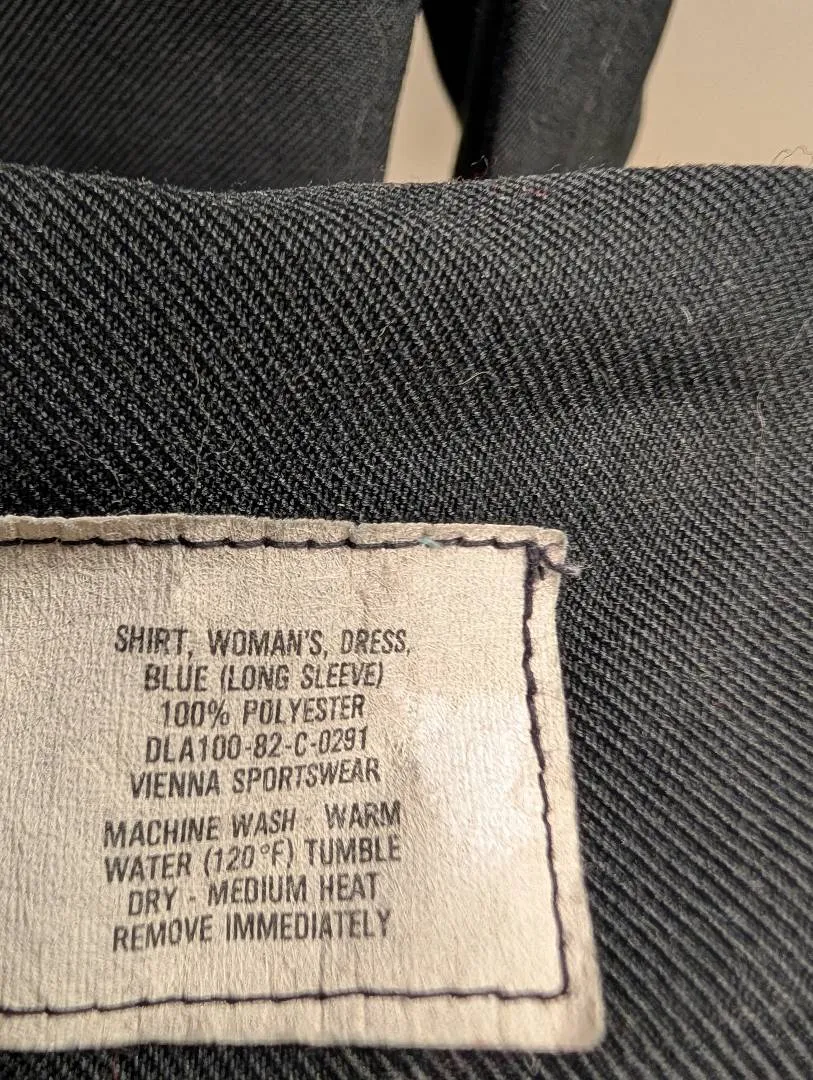 SHIRT, WOMAN'S, DRESS,
BLUE (LONG SLEEVE)
100% POLYESTER
DLA100-82-C-0291
VIENNA SPORTSWEAR
MACHINE WASH - WARM
WATER (120°F) TUMBLE
DRY - MEDIUM HEAT
REMOVE IMMEDIATELY